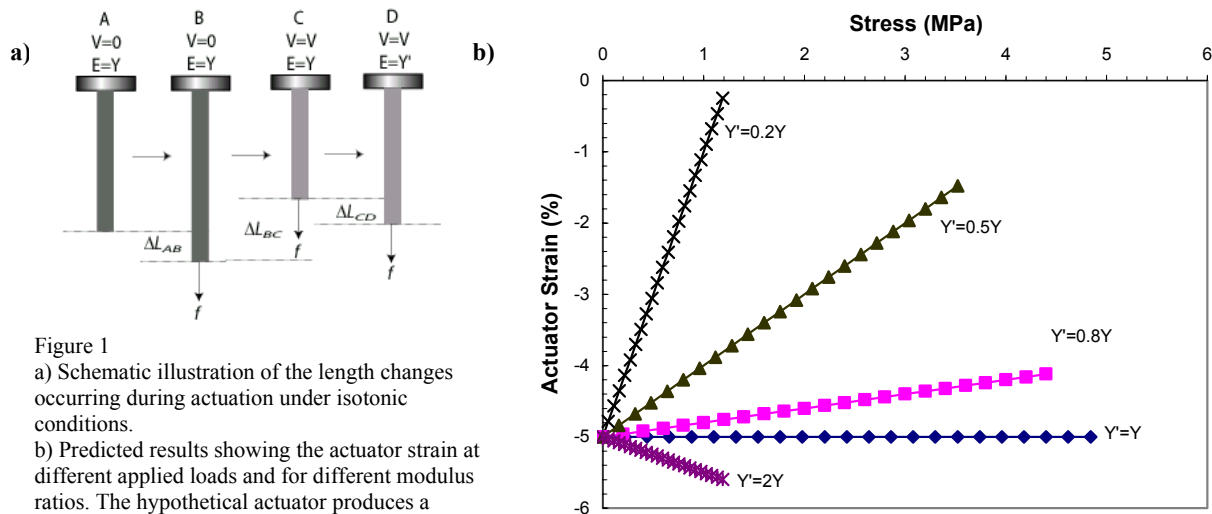 a)
A
B
C
D
V=0
V=0
V=V
V=V
E=Y
E=Y
E=Y
E=Y'
ΔL_AB
ΔL_BC
ΔL_CD
f
f
f
Figure 1
a) Schematic illustration of the length changes
occurring during actuation under isotonic
conditions.
b) Predicted results showing the actuator strain at
different applied loads and for different modulus
ratios. The hypothetical actuator produces a
b)
Stress (MPa)
0 1 2 3 4 5 6
Actuator Strain (%)
0
-1
-2
-3
-4
-5
-6
Y'=0.2Y
Y'=0.5Y
Y'=0.8Y
Y'=Y
Y'=2Y